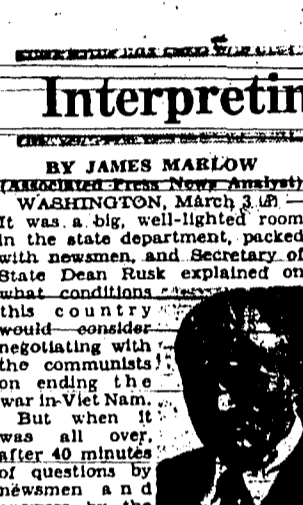 Interpretin
BY JAMES MARLOW
(Associated Press News Analyst)
WASHINGTON, March 3
It was a big, well-lighted room
in the state department, packed
with newsmen, and Secretary of
State Dean Rusk explained on
what conditions
this country
would consider
negotiating with
the communists
on ending the
war in Viet Nam.
But when it
was all over,
after 40 minutes
of questions by
newsmen and